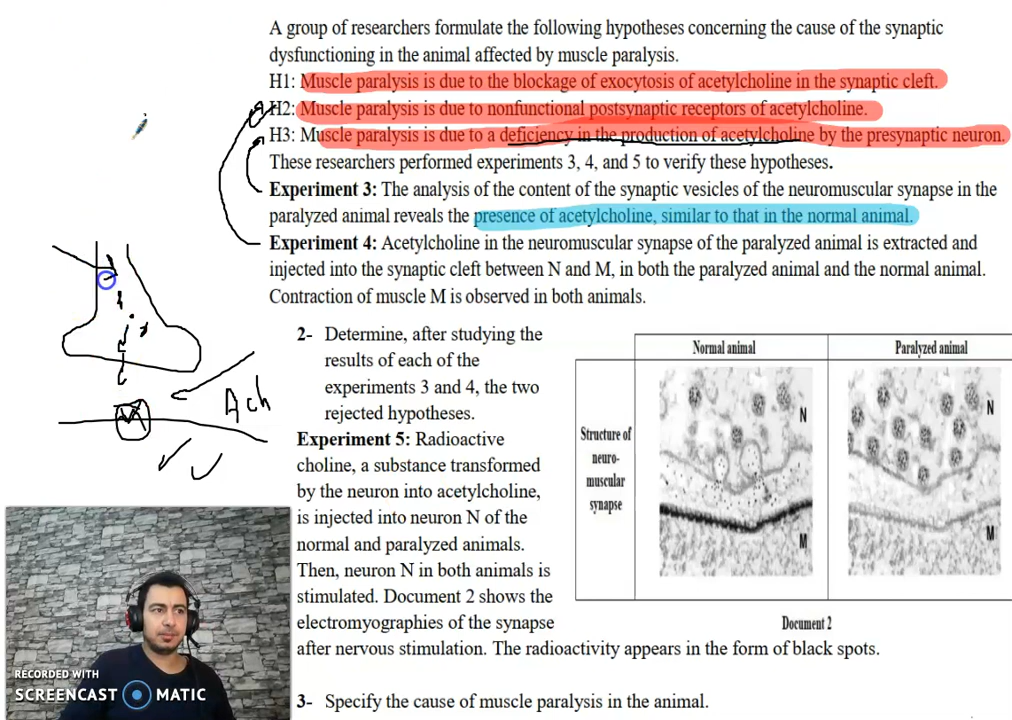 A group of researchers formulate the following hypotheses concerning the cause of the synaptic
dysfunctioning in the animal affected by muscle paralysis.
H1: Muscle paralysis is due to the blockage of exocytosis of acetylcholine in the synaptic cleft.
H2: Muscle paralysis is due to nonfunctional postsynaptic receptors of acetylcholine.
H3: Muscle paralysis is due to a deficiency in the production of acetylcholine by the presynaptic neuron.
These researchers performed experiments 3, 4, and 5 to verify these hypotheses.
Experiment 3: The analysis of the content of the synaptic vesicles of the neuromuscular synapse in the
paralyzed animal reveals the presence of acetylcholine, similar to that in the normal animal.
Experiment 4: Acetylcholine in the neuromuscular synapse of the paralyzed animal is extracted and
injected into the synaptic cleft between N and M, in both the paralyzed animal and the normal animal.
Contraction of muscle M is observed in both animals.
Ach
2- Determine, after studying the
results of each of the
experiments 3 and 4, the two
rejected hypotheses.
Experiment 5: Radioactive
choline, a substance transformed
by the neuron into acetylcholine,
is injected into neuron N of the
normal and paralyzed animals.
Then, neuron N in both animals is
stimulated. Document 2 shows the
electromyographies of the synapse
after nervous stimulation. The radioactivity appears in the form of black spots.
Normal animal
Paralyzed animal
Structure of
neuro-
muscular
synapse
N
M
N
M
Document 2
3- Specify the cause of muscle paralysis in the animal.
RECORDED WITH
SCREENCAST MATIC